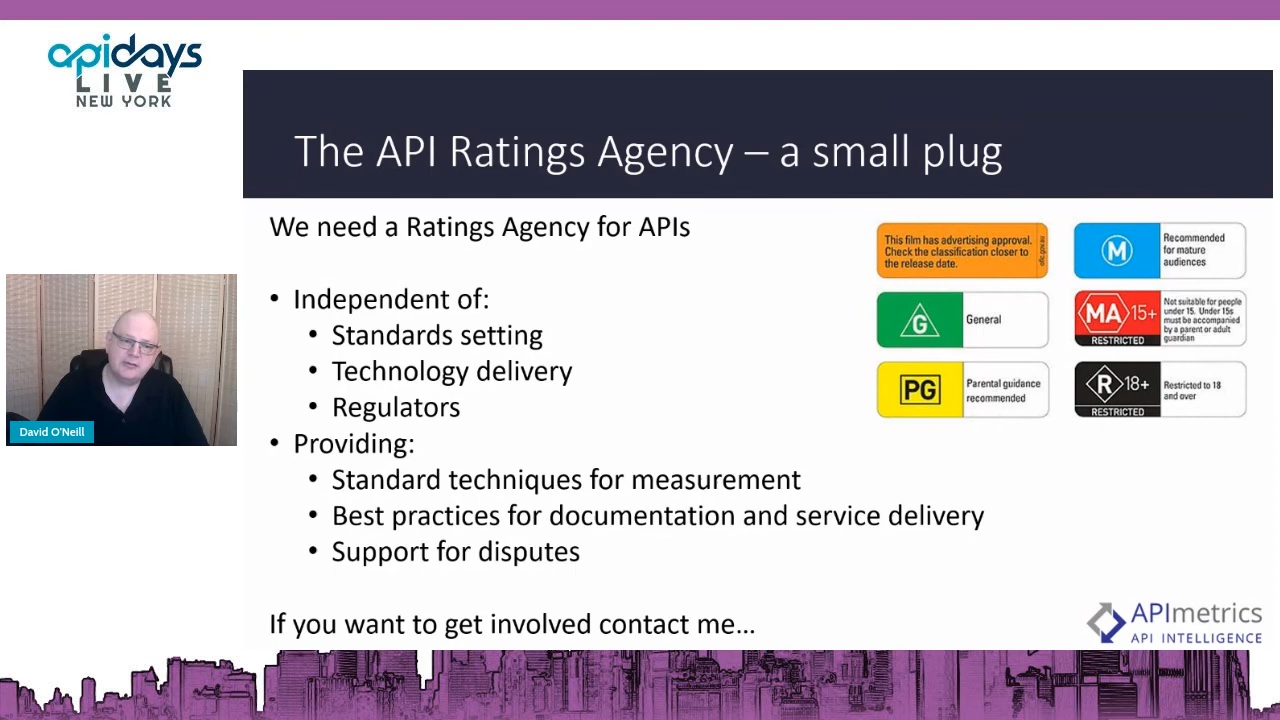 apidays
LIVE
NEW YORK
The API Ratings Agency – a small plug
We need a Ratings Agency for APIs
• Independent of:
• Standards setting
• Technology delivery
• Regulators
• Providing:
• Standard techniques for measurement
• Best practices for documentation and service delivery
• Support for disputes
If you want to get involved contact me...
This film has advertising approval.
Check the classification closer to
the release date.
M
Recommended
for mature
audiences
G
General
MA 15+
RESTRICTED
Not suitable for people
under 15. Under 15s
must be accompanied
by a parent or adult
guardian
PG
Parental guidance
recommended
R 18+
RESTRICTED
Restricted to 18
and over
David O'Neill
APImetrics
API INTELLIGENCE